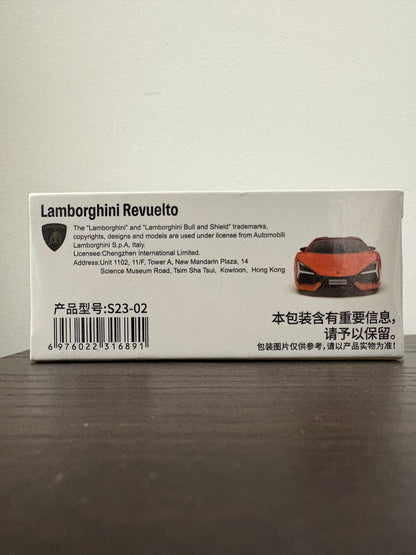 Lamborghini Revuelto
The "Lamborghini" and "Lamborghini Bull and Shield" trademarks,
copyrights, designs and models are used under license from Automobili
Lamborghini S.p.A, Italy.
Licensee:Chengzhen International Limited.
Address:Unit 1102, 11/F, Tower A, New Mandarin Plaza, 14
Science Museum Road, Tsim Sha Tsui, Kowloon, Hong Kong
产品型号:S23-02
6 976022 316891
本包装含有重要信息,
请予以保留。
包装图片仅供参考,请以产品实物为准!